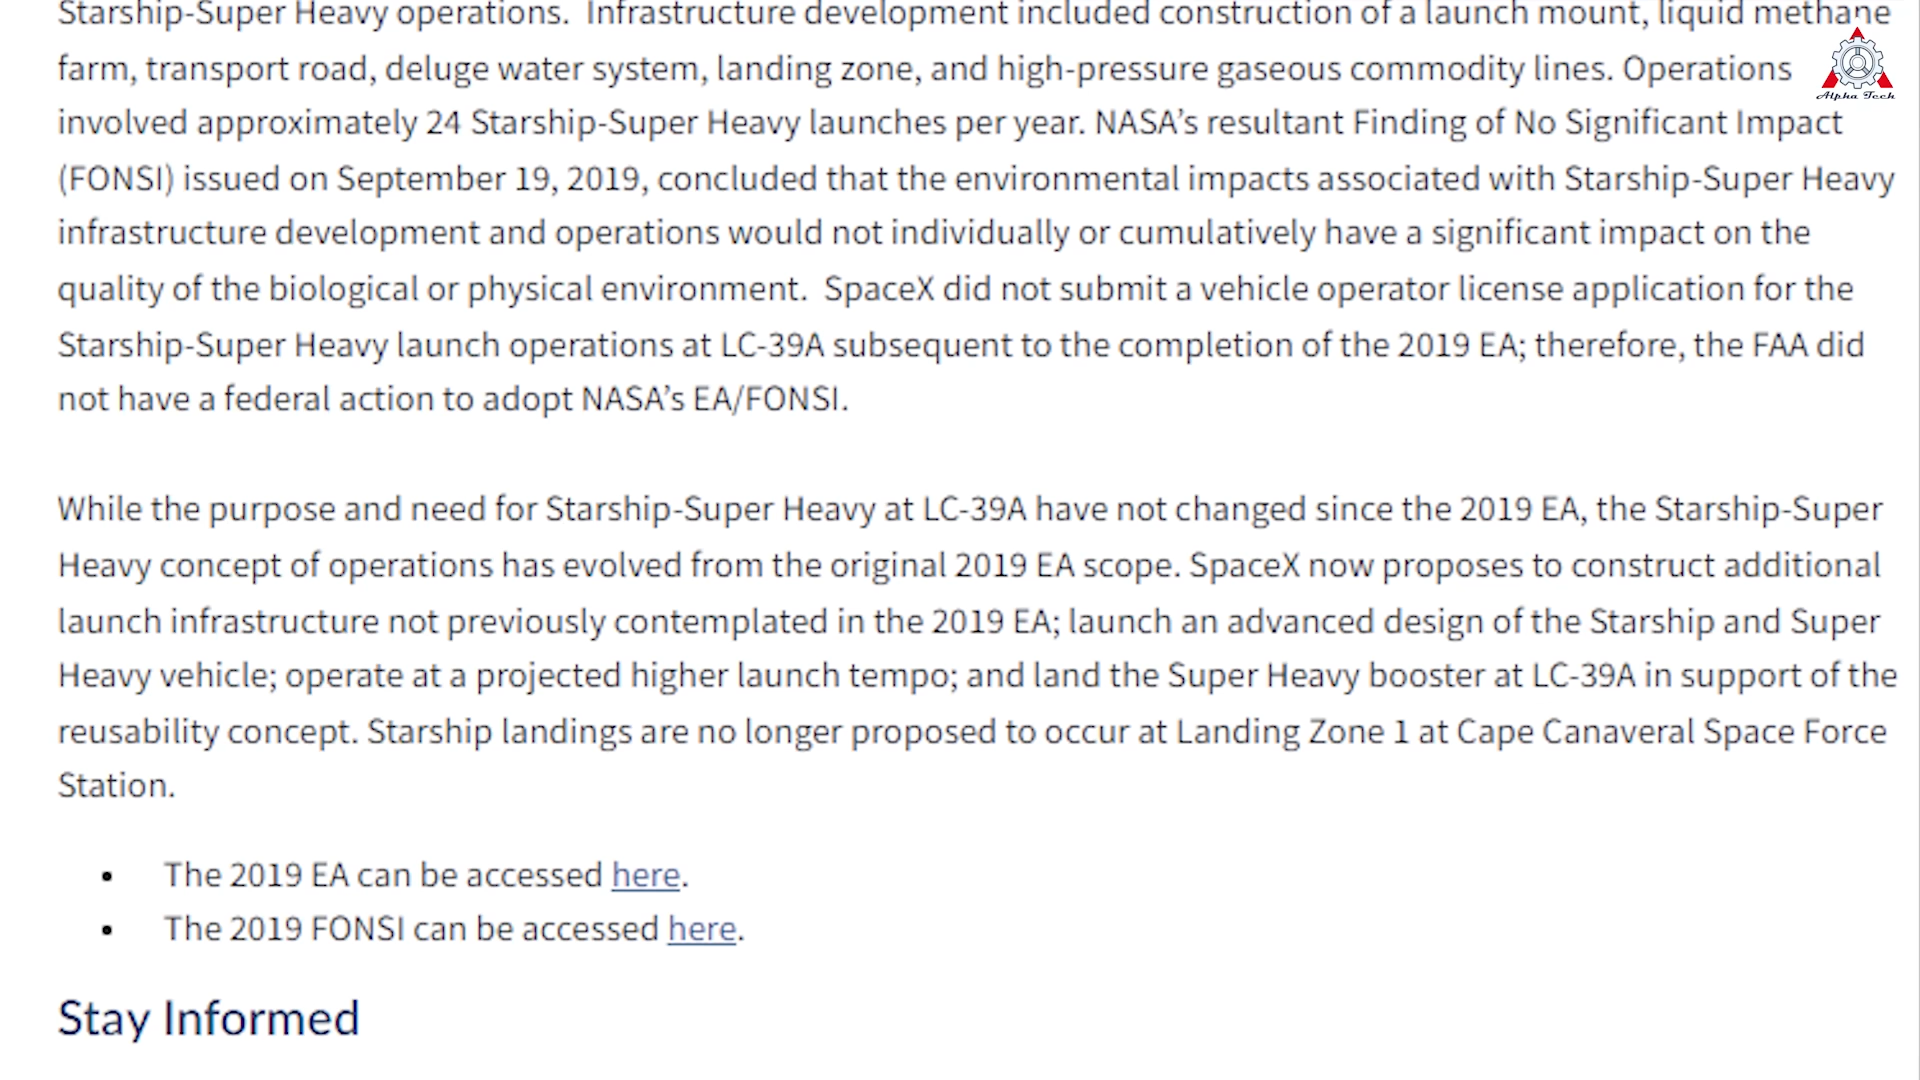 Starship-Super Heavy operations.  Infrastructure development included construction of a launch mount, liquid methane
farm, transport road, deluge water system, landing zone, and high-pressure gaseous commodity lines. Operations
involved approximately 24 Starship-Super Heavy launches per year. NASA’s resultant Finding of No Significant Impact
(FONSI) issued on September 19, 2019, concluded that the environmental impacts associated with Starship-Super Heavy
infrastructure development and operations would not individually or cumulatively have a significant impact on the
quality of the biological or physical environment.  SpaceX did not submit a vehicle operator license application for the
Starship-Super Heavy launch operations at LC-39A subsequent to the completion of the 2019 EA; therefore, the FAA did
not have a federal action to adopt NASA’s EA/FONSI.
While the purpose and need for Starship-Super Heavy at LC-39A have not changed since the 2019 EA, the Starship-Super
Heavy concept of operations has evolved from the original 2019 EA scope. SpaceX now proposes to construct additional
launch infrastructure not previously contemplated in the 2019 EA; launch an advanced design of the Starship and Super
Heavy vehicle; operate at a projected higher launch tempo; and land the Super Heavy booster at LC-39A in support of the
reusability concept. Starship landings are no longer proposed to occur at Landing Zone 1 at Cape Canaveral Space Force
Station.
• The 2019 EA can be accessed here.
• The 2019 FONSI can be accessed here.
Stay Informed
Alpha Tech